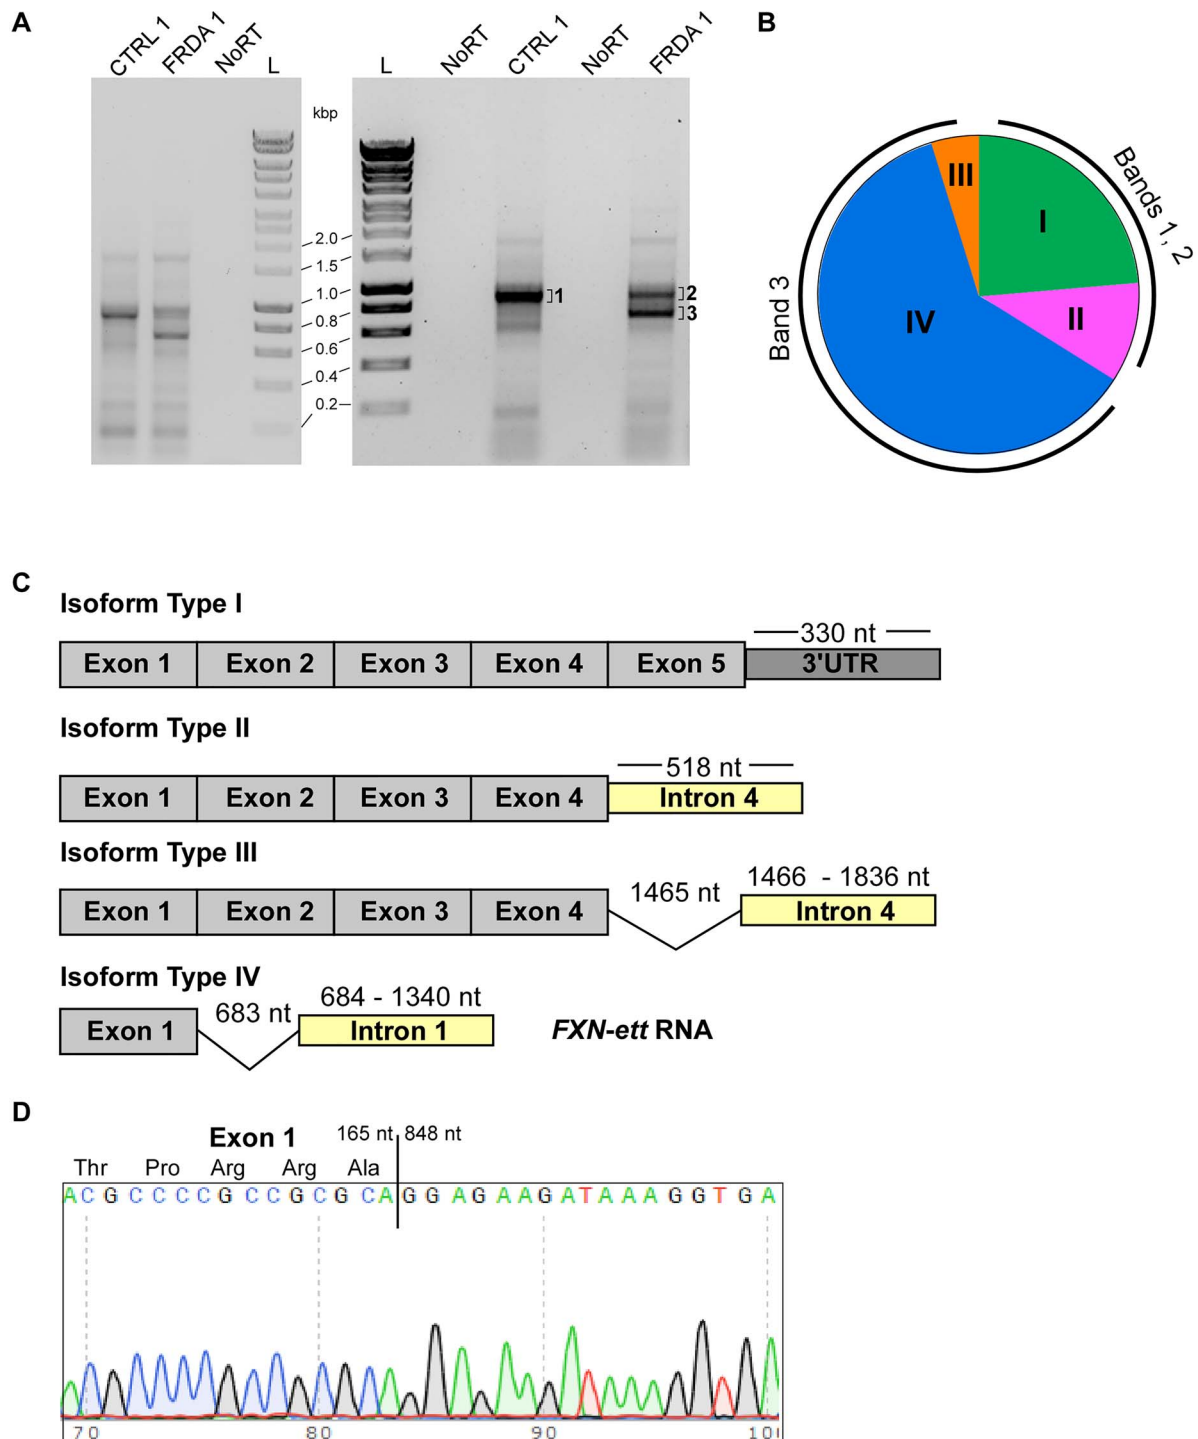 A
CTRL 1 FRDA 1 NoRT L
L NoRT CTRL 1 NoRT FRDA 1
kbp
2.0
1.5
1.0
0.8
0.6
0.4
0.2
1
2
3
B
I
II
III
IV
Bands 1, 2
Band 3
C
Isoform Type I
330 nt
Exon 1 Exon 2 Exon 3 Exon 4 Exon 5 3'UTR
Isoform Type II
518 nt
Exon 1 Exon 2 Exon 3 Exon 4 Intron 4
Isoform Type III
1465 nt 1466 - 1836 nt
Exon 1 Exon 2 Exon 3 Exon 4 Intron 4
Isoform Type IV
683 nt 684 - 1340 nt
Exon 1 Intron 1 FXN-ett RNA
D
Exon 1 165 nt 848 nt
Thr Pro Arg Arg Ala
A C G C C C C G C C G C G C A G G A G A A G A T A A A G G T G A
70 80 90 10